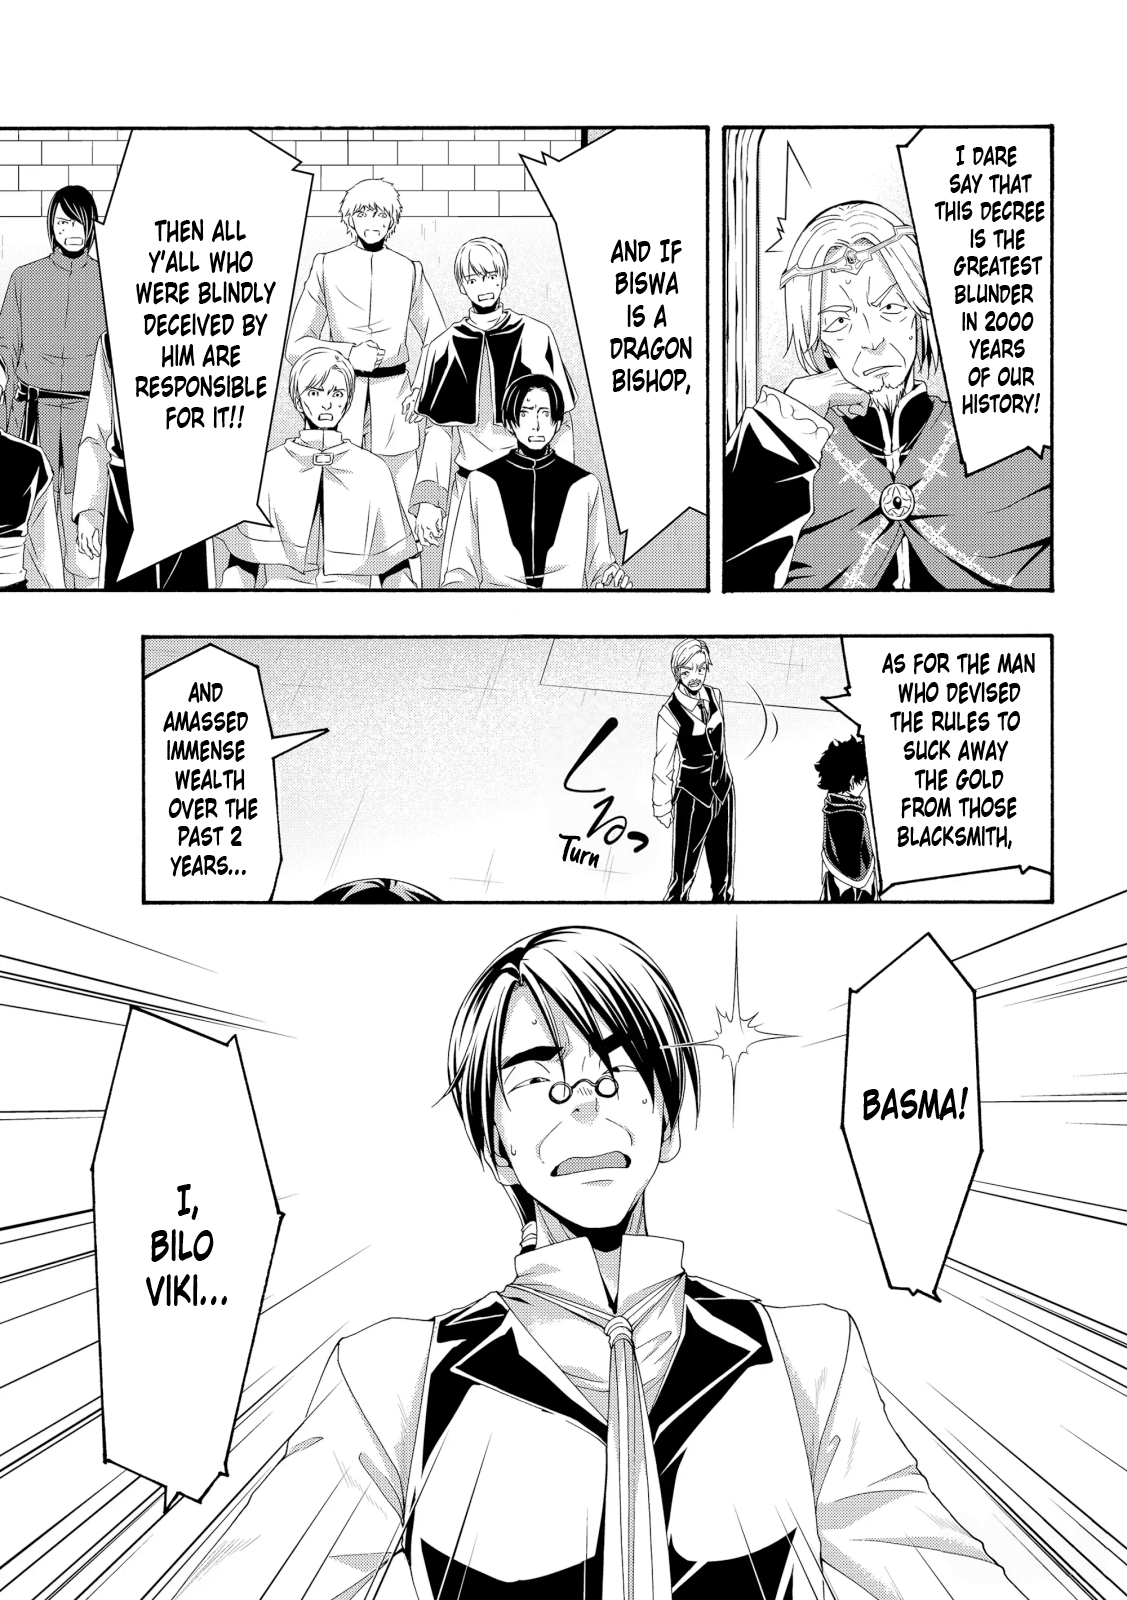 I DARE
SAY THAT
THIS DECREE
IS THE
GREATEST
BLUNDER
IN 2000
YEARS
OF OUR
HISTORY!
AND IF
BISWA
IS A
DRAGON
BISHOP,
THEN ALL
Y'ALL WHO
WERE BLINDLY
DECEIVED BY
HIM ARE
RESPONSIBLE
FOR IT!!
AS FOR THE MAN
WHO DEVISED
THE RULES TO
SUCK AWAY
THE GOLD
FROM THOSE
BLACKSMITH,
くるっ
Turn
AND
AMASSED
IMMENSE
WEALTH
OVER THE
PAST 2
YEARS...
BASMA!
I,
BILO
VIKI...